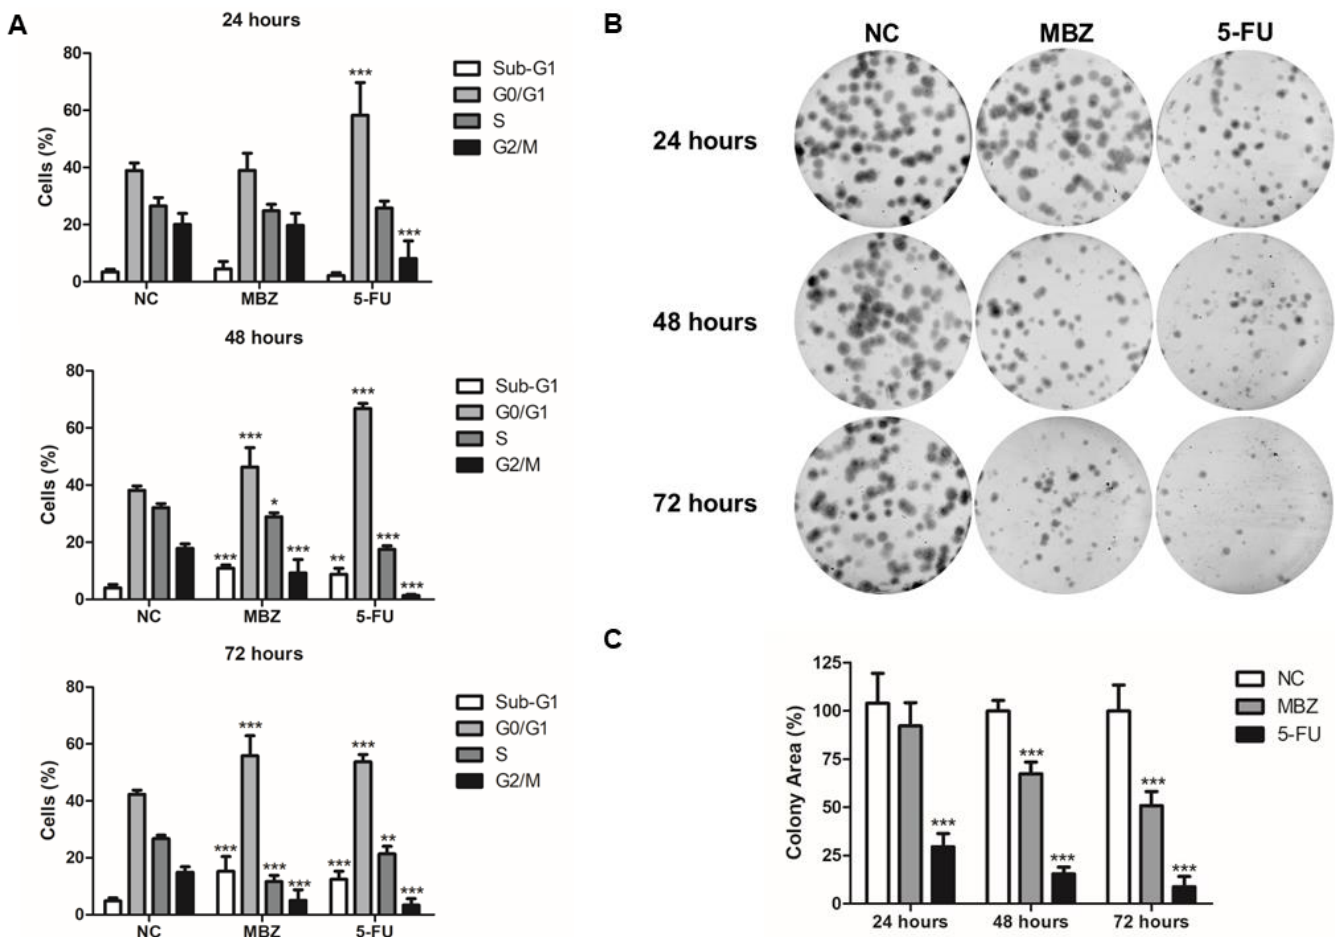 A
24 hours
80
60
40
20
0
Cells (%)
***
***
Sub-G1
G0/G1
S
G2/M
NC MBZ 5-FU
48 hours
80
60
40
20
0
Cells (%)
***
***
*
***
***
**
***
***
Sub-G1
G0/G1
S
G2/M
NC MBZ 5-FU
72 hours
80
60
40
20
0
Cells (%)
***
***
***
***
***
***
**
***
Sub-G1
G0/G1
S
G2/M
NC MBZ 5-FU
B
NC MBZ 5-FU
24 hours
48 hours
72 hours
C
125
100
75
50
25
0
Colony Area (%)
***
***
***
***
***
NC
MBZ
5-FU
24 hours 48 hours 72 hours